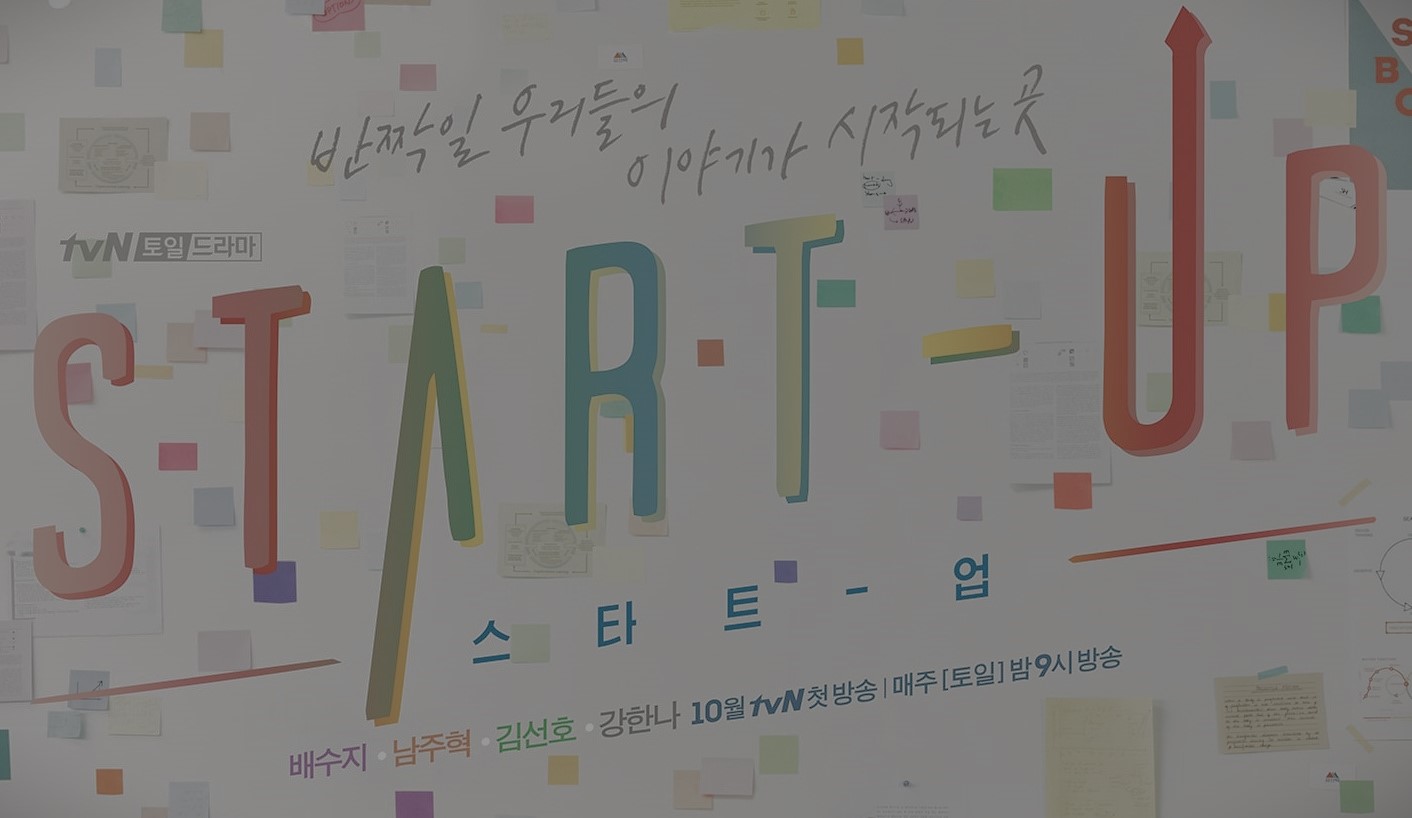 반짝일 우리들의
이야기가 시작되는 곳
tvN 토일드라마
START-UP
스타트-업
배수지 · 남주혁 · 김선호 · 강한나 10월 tvN 첫방송 | 매주 [토일] 밤 9시 방송
S
B